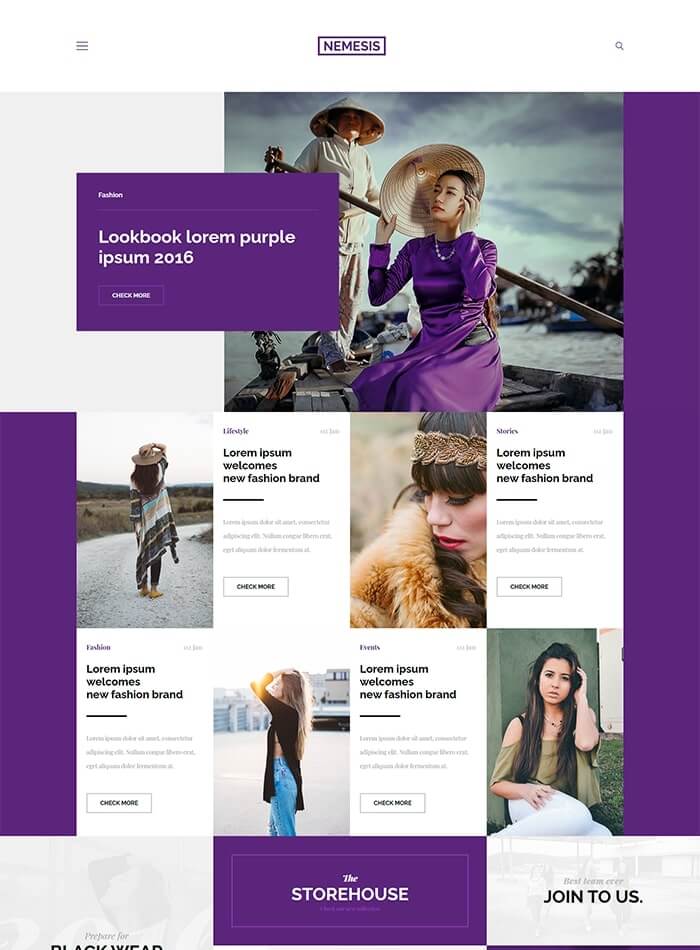 NEMESIS
Fashion
Lookbook lorem purple
ipsum 2016
CHECK MORE
Lifestyle 02 Jan
Lorem ipsum
welcomes
new fashion brand
Lorem ipsum dolor sit amet, consectetur
adipiscing elit. Nullam congue libero erat,
eget aliquam dolor fermentum at.
CHECK MORE
Stories 02 Jan
Lorem ipsum
welcomes
new fashion brand
Lorem ipsum dolor sit amet, consectetur
adipiscing elit. Nullam congue libero erat,
eget aliquam dolor fermentum at.
CHECK MORE
Fashion 02 Jan
Lorem ipsum
welcomes
new fashion brand
Lorem ipsum dolor sit amet, consectetur
adipiscing elit. Nullam congue libero erat,
eget aliquam dolor fermentum at.
CHECK MORE
Events 02 Jan
Lorem ipsum
welcomes
new fashion brand
Lorem ipsum dolor sit amet, consectetur
adipiscing elit. Nullam congue libero erat,
eget aliquam dolor fermentum at.
CHECK MORE
Prepare for
BLACK WEAR
The
STOREHOUSE
Check our new collection
Best team ever
JOIN TO US.